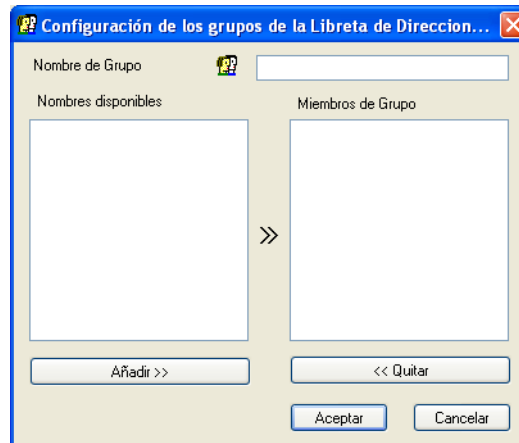 Configuración de los grupos de la Libreta de Direccion...
Nombre de Grupo
Nombres disponibles
Miembros de Grupo
»
Añadir >>
<< Quitar
Aceptar
Cancelar